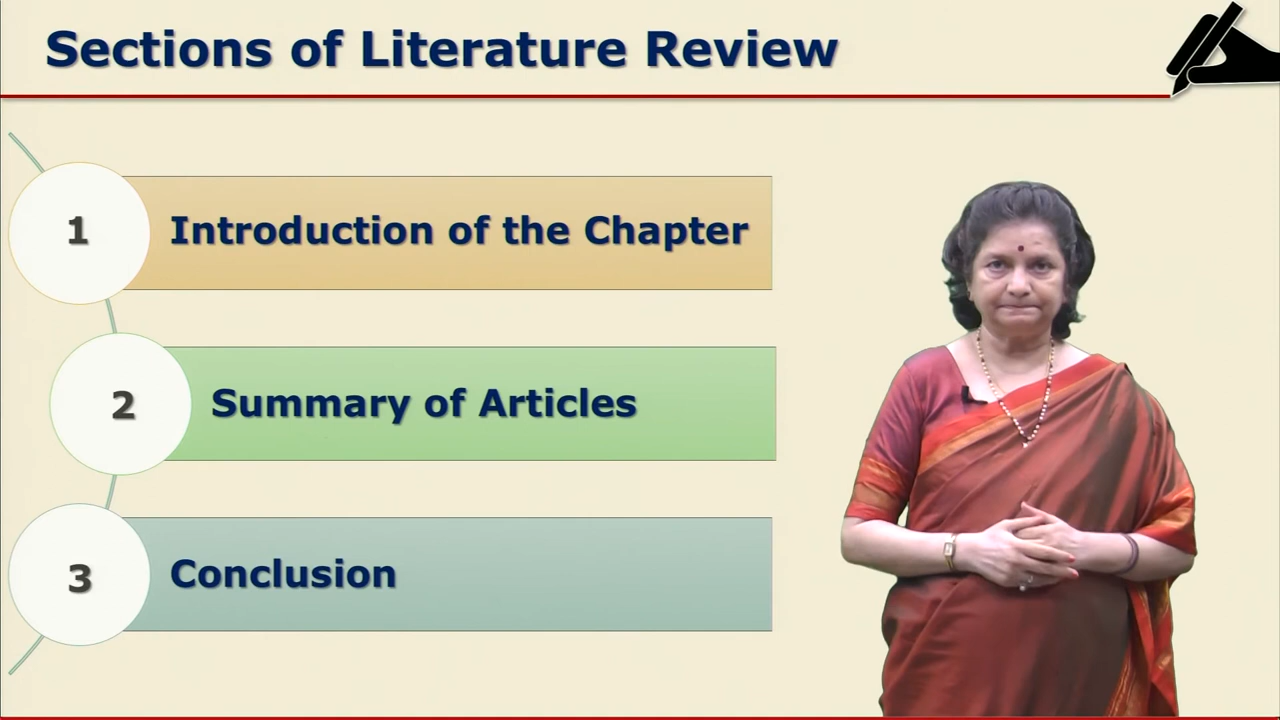 Sections of Literature Review
1
Introduction of the Chapter
2
Summary of Articles
3
Conclusion